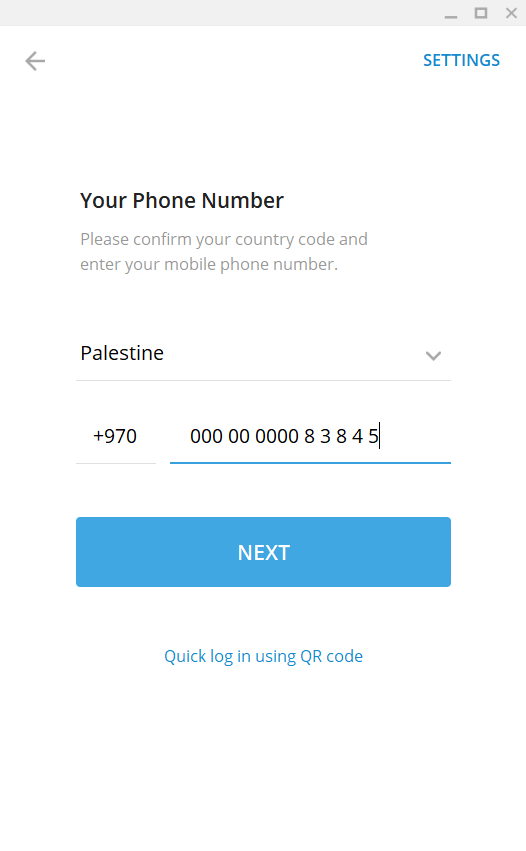 SETTINGS
Your Phone Number
Please confirm your country code and
enter your mobile phone number.
Palestine
+970 000 00 0000 8 3 8 4 5
NEXT
Quick log in using QR code